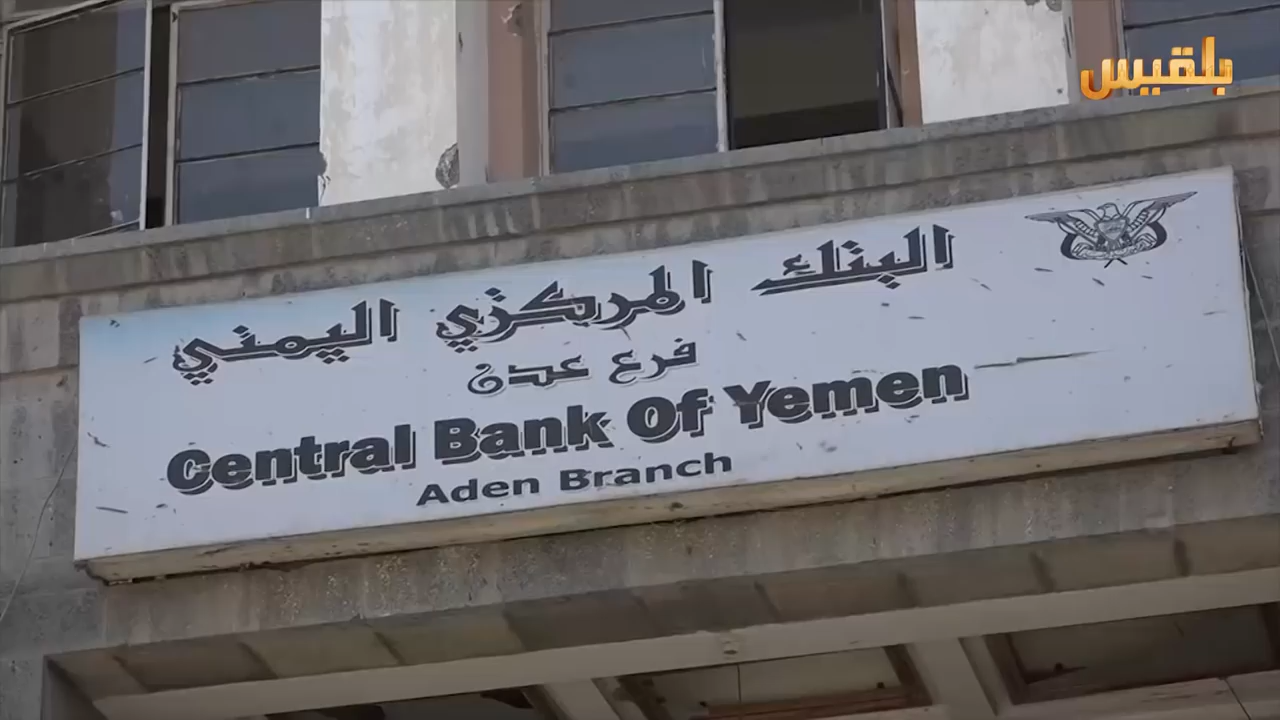 بلقيس
البنك المركزي اليمني
فرع عدن
Central Bank Of Yemen
Aden Branch